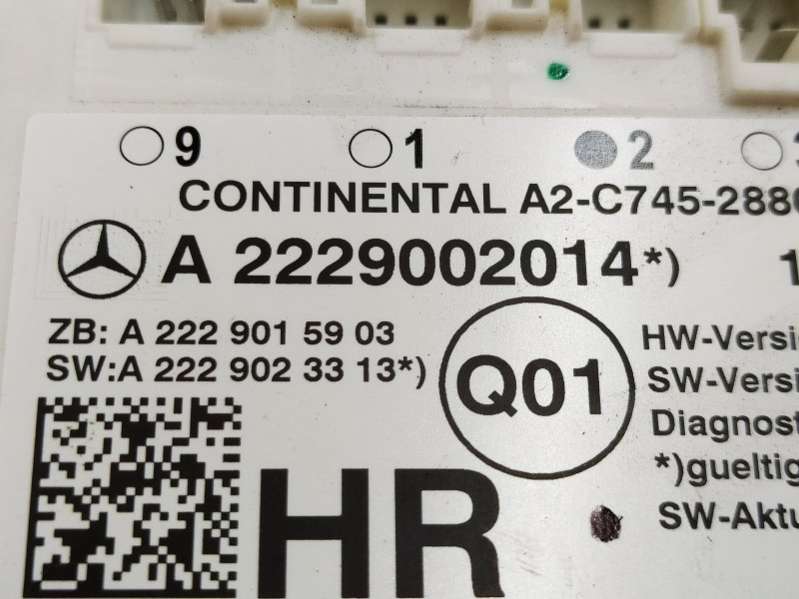 9 1 2
CONTINENTAL A2-C745-288
A 2229002014*) 1
ZB: A 222 901 59 03
SW:A 222 902 33 13*)
Q01
HW-Versi
SW-Versi
Diagnost
*)gueltig
SW-Aktu
HR